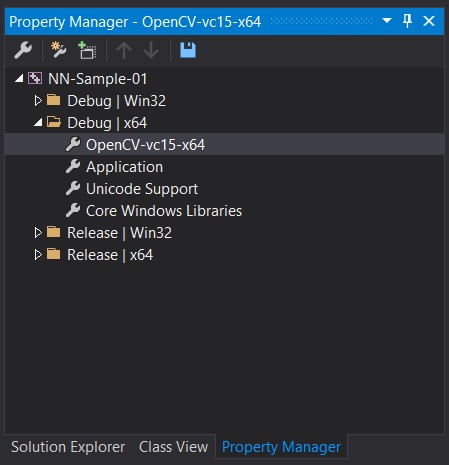 Property Manager - OpenCV-vc15-x64
NN-Sample-01
Debug | Win32
Debug | x64
OpenCV-vc15-x64
Application
Unicode Support
Core Windows Libraries
Release | Win32
Release | x64
Solution Explorer Class View Property Manager